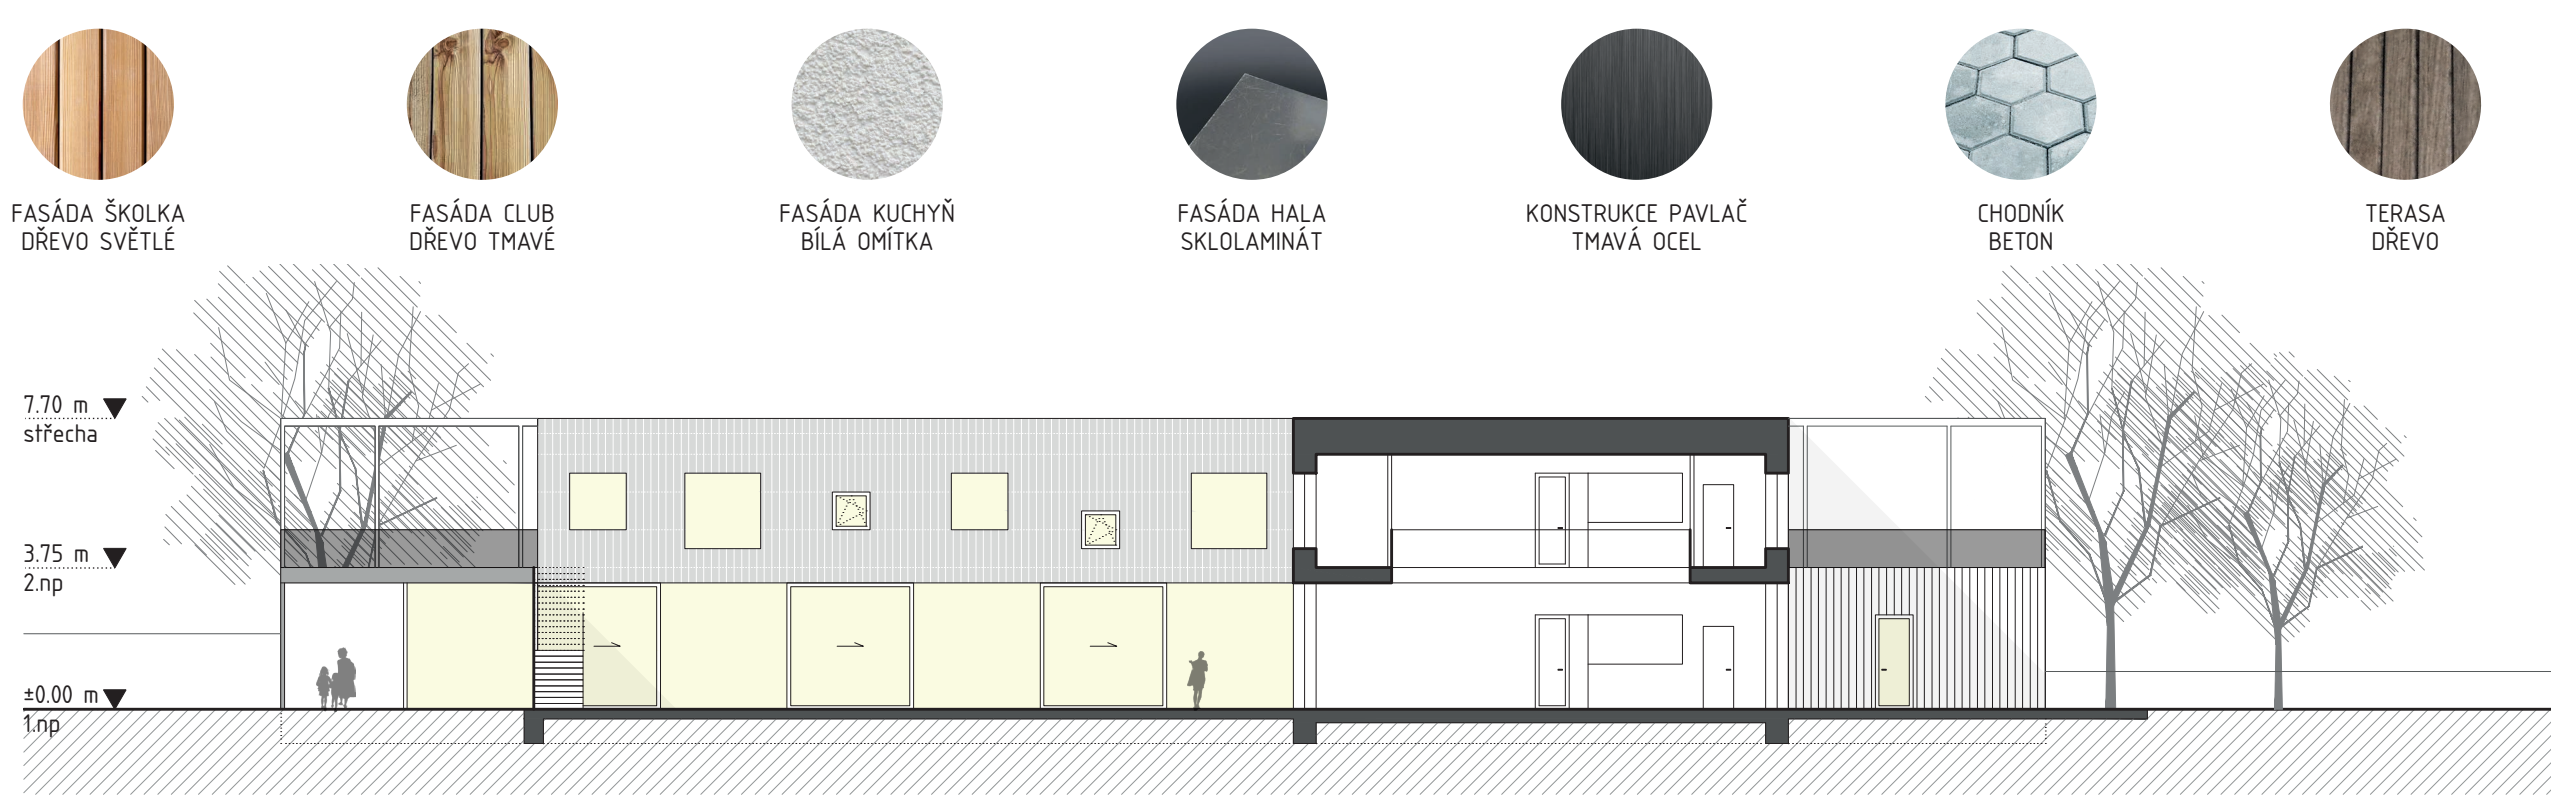 FASÁDA ŠKOLKA
DŘEVO SVĚTLÉ
FASÁDA CLUB
DŘEVO TMAVÉ
FASÁDA KUCHYŇ
BÍLÁ OMÍTKA
FASÁDA HALA
SKLOLAMINÁT
KONSTRUKCE PAVLAČ
TMAVÁ OCEL
CHODNÍK
BETON
TERASA
DŘEVO
7.70 m
střecha
3.75 m
2.np
±0.00 m
1.np